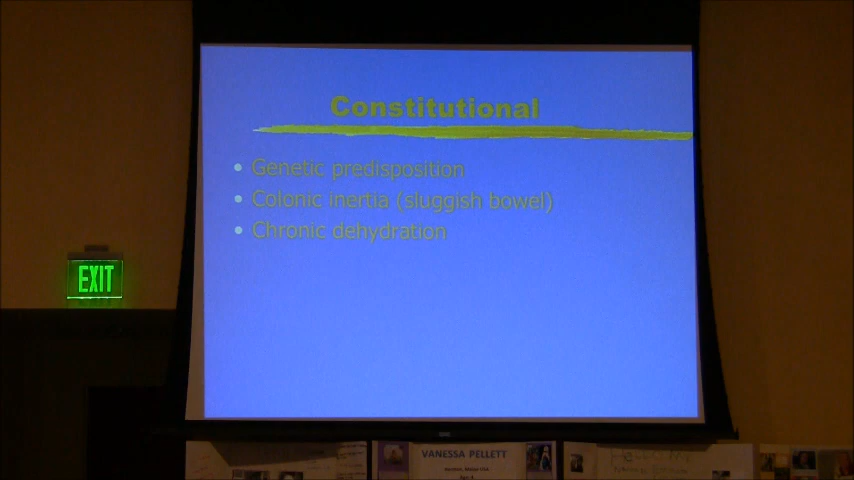 Constitutional
• Genetic predisposition
• Colonic inertia (sluggish bowel)
• Chronic dehydration
EXIT
VANESSA PELLETT